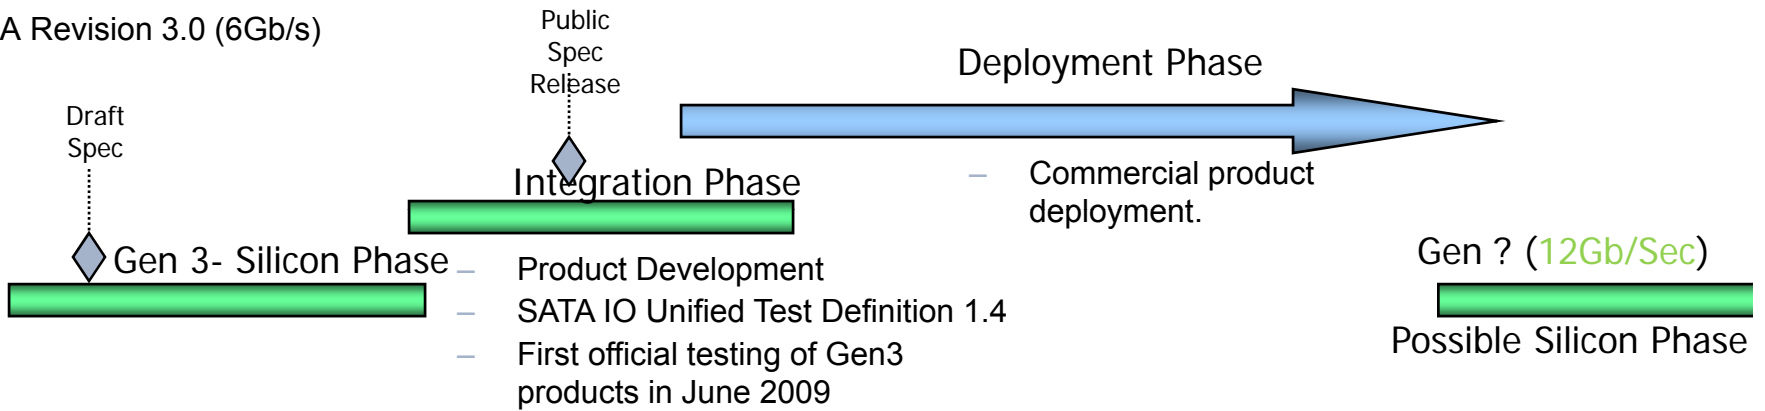 A Revision 3.0 (6Gb/s)
Public
Spec
Release
Deployment Phase
Draft
Spec
Integration Phase
– Commercial product
deployment.
Gen 3- Silicon Phase
– Product Development
– SATA IO Unified Test Definition 1.4
– First official testing of Gen3
products in June 2009
Gen ? (12Gb/Sec)
Possible Silicon Phase